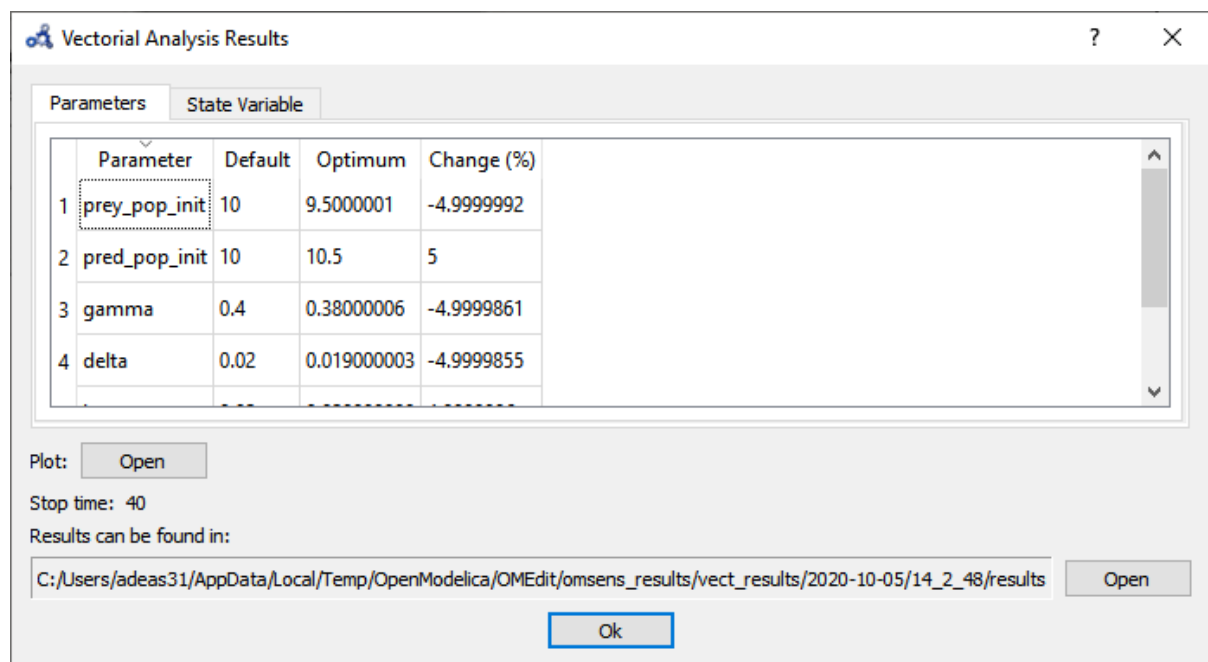 Vectorial Analysis Results
Parameters State Variable
Parameter Default Optimum Change (%)
1 prey_pop_init 10 9.5000001 -4.9999992
2 pred_pop_init 10 10.5 5
3 gamma 0.4 0.38000006 -4.9999861
4 delta 0.02 0.019000003 -4.9999855
Plot: Open
Stop time: 40
Results can be found in:
C:/Users/adeas31/AppData/Local/Temp/OpenModelica/OMEdit/omsens_results/vect_results/2020-10-05/14_2_48/results Open
Ok